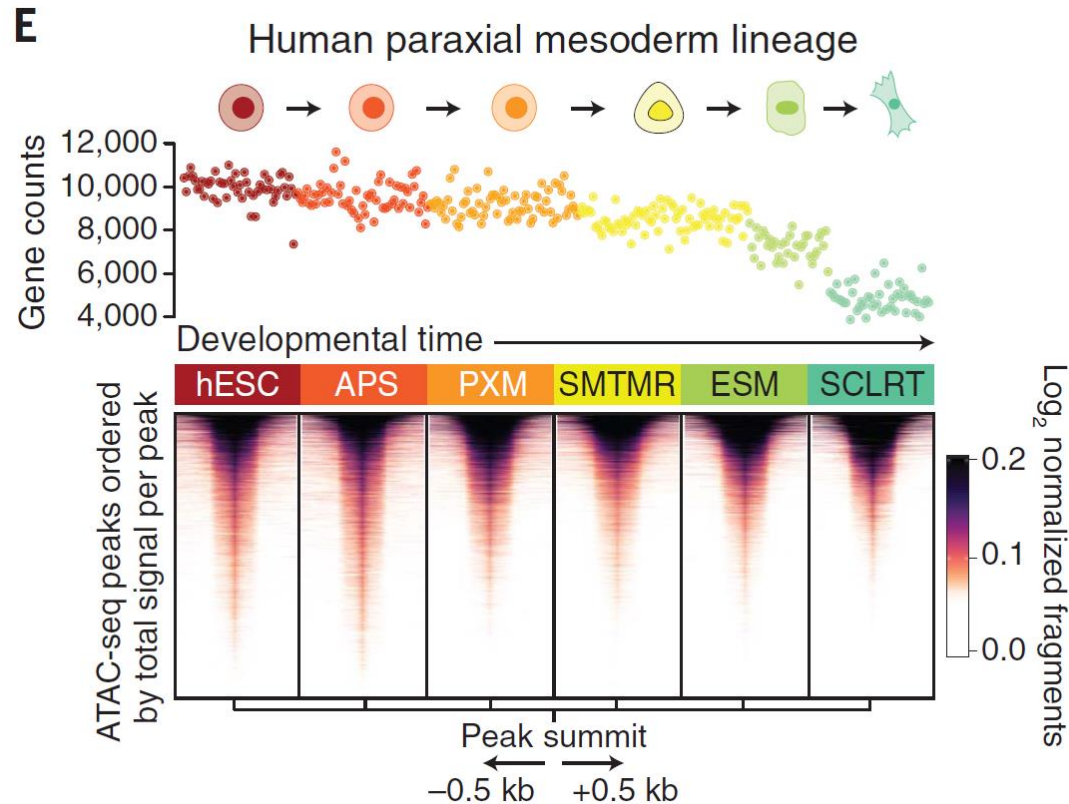 E
Human paraxial mesoderm lineage
Gene counts
12,000
10,000
8,000
6,000
4,000
Developmental time
hESC APS PXM SMTMR ESM SCLRT
ATAC-seq peaks ordered
by total signal per peak
Log2 normalized fragments
0.2
0.1
0.0
Peak summit
–0.5 kb +0.5 kb